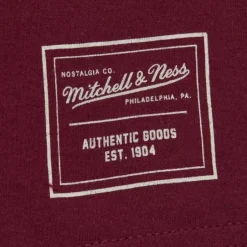 NOSTALGIA CO.
Mitchell & Ness
PHILADELPHIA, PA.
AUTHENTIC GOODS
EST. 1904